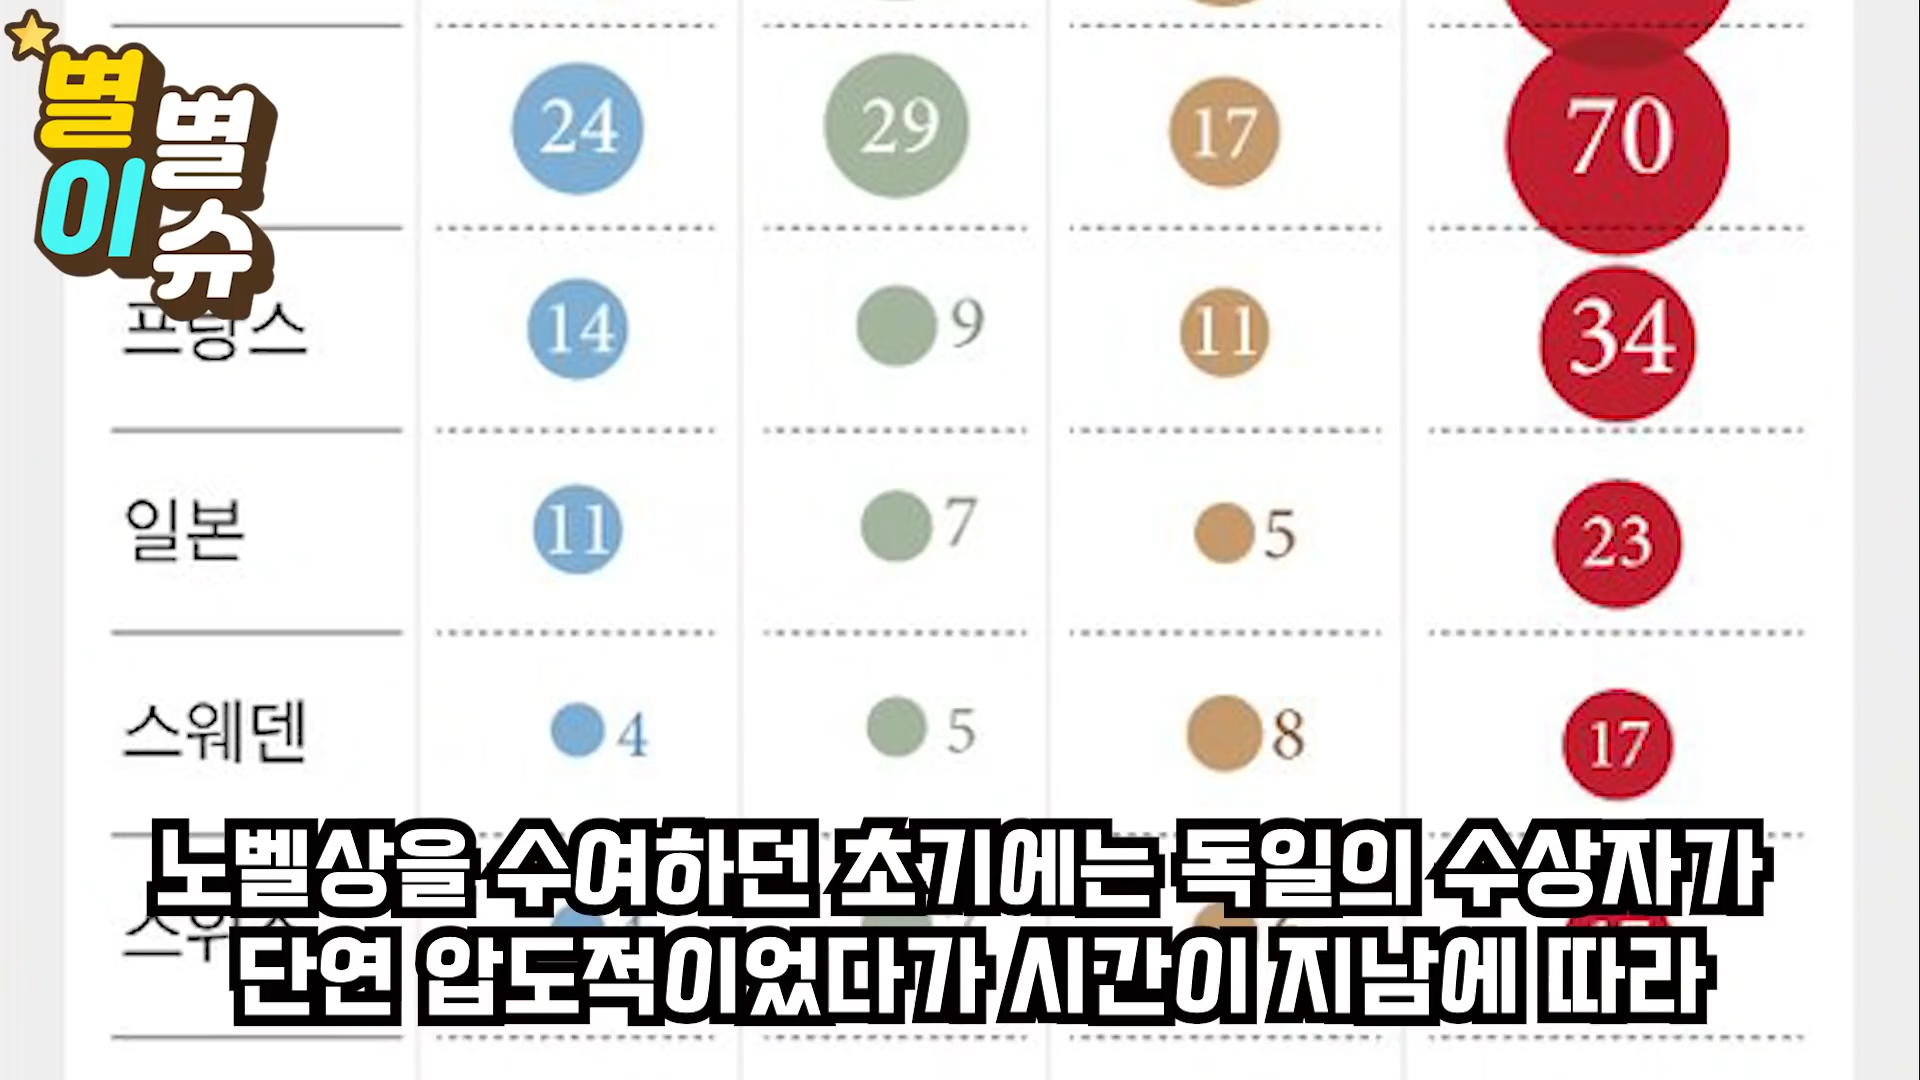 별별
이슈
24 29 17 70
프랑스 14 9 11 34
일본 11 7 5 23
스웨덴 4 5 8 17
노벨상을 수여하던 초기에는 독일의 수상자가
단연 압도적이었다가 시간이 지남에 따라